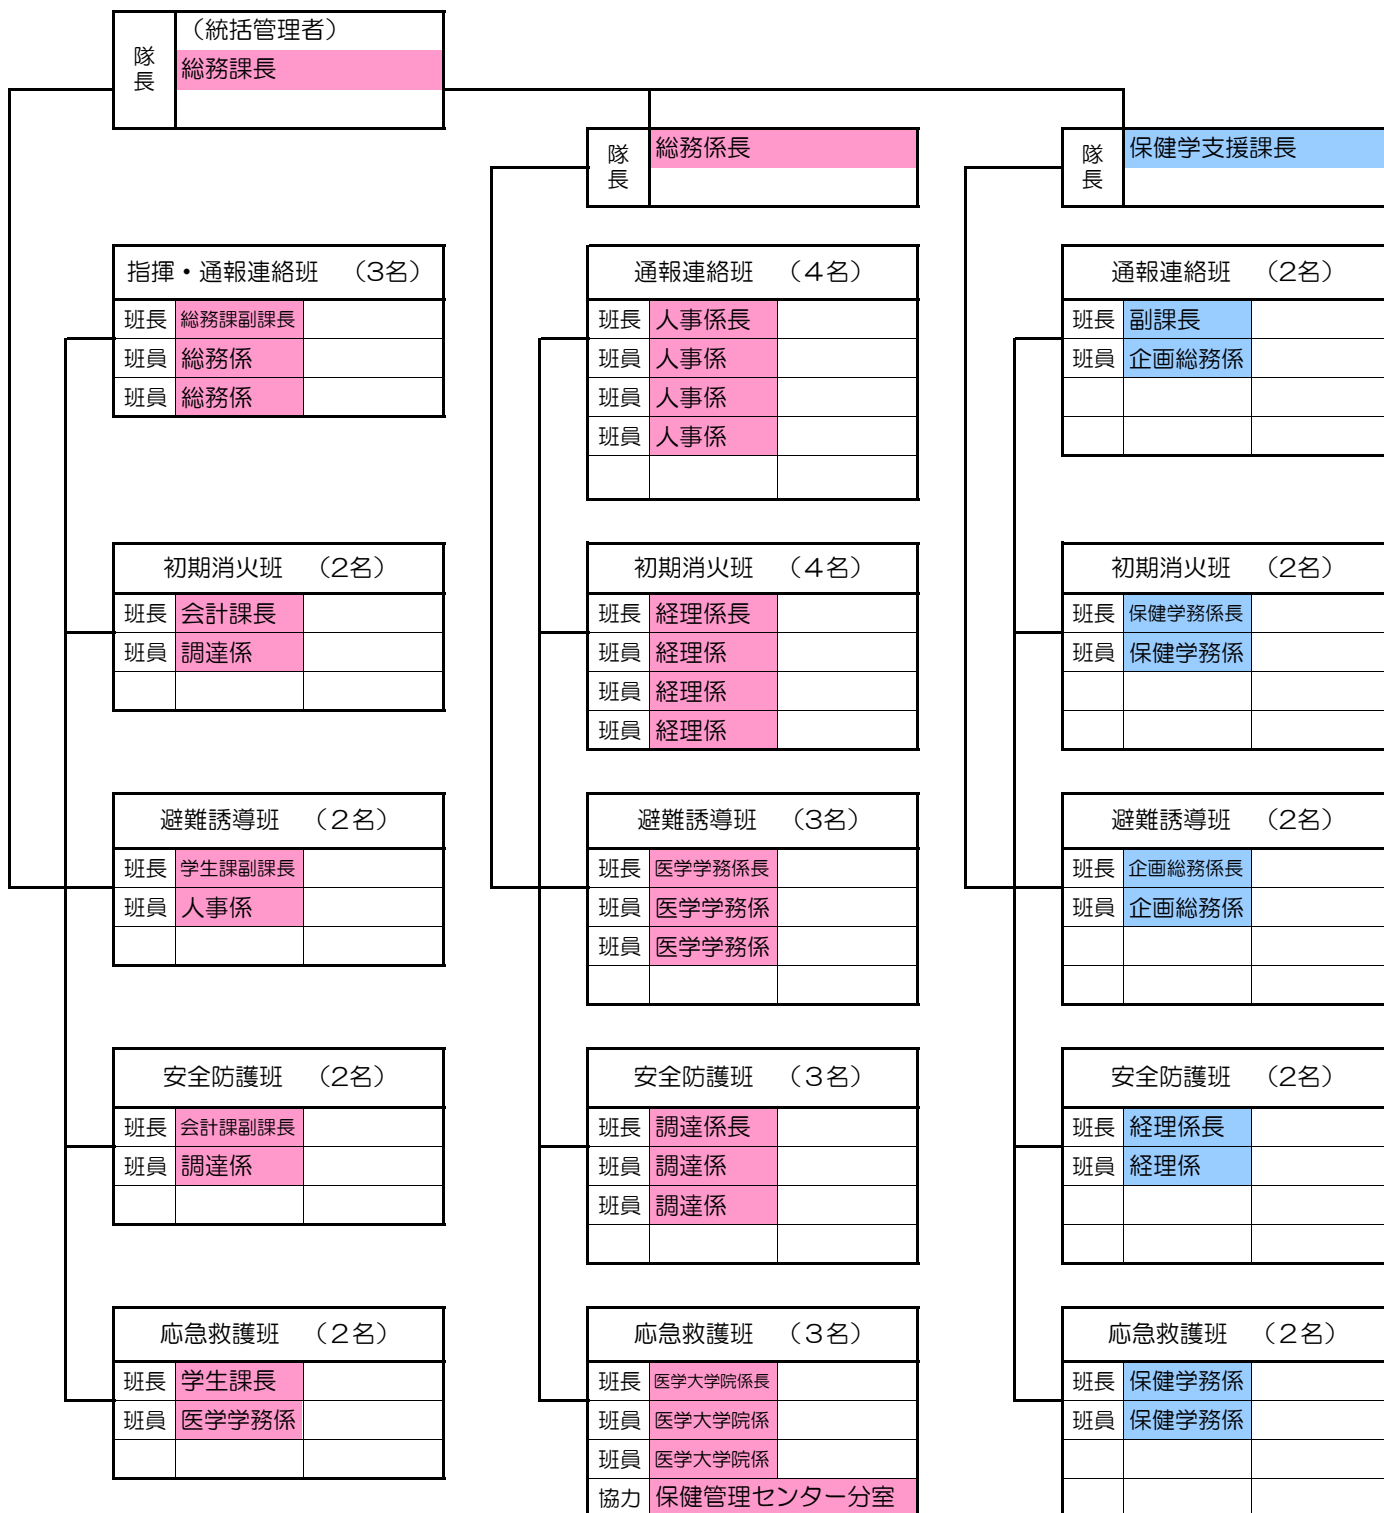 隊長
（統括管理者）
総務課長
指揮・通報連絡班　（3名）
班長 総務課副課長
班員 総務係
班員 総務係
初期消火班　（2名）
班長 会計課長
班員 調達係
避難誘導班　（２名）
班長 学生課副課長
班員 人事係
安全防護班　（2名）
班長 会計課副課長
班員 調達係
応急救護班　（２名）
班長 学生課長
班員 医学学務係
隊長
総務係長
通報連絡班　（４名）
班長 人事係長
班員 人事係
班員 人事係
班員 人事係
初期消火班　（４名）
班長 経理係長
班員 経理係
班員 経理係
班員 経理係
避難誘導班　（3名）
班長 医学学務係長
班員 医学学務係
班員 医学学務係
安全防護班　（３名）
班長 調達係長
班員 調達係
班員 調達係
応急救護班　（３名）
班長 医学大学院係長
班員 医学大学院係
班員 医学大学院係
協力 保健管理センター分室
隊長
保健学支援課長
通報連絡班　（2名）
班長 副課長
班員 企画総務係
初期消火班　（2名）
班長 保健学務係長
班員 保健学務係
避難誘導班　（2名）
班長 企画総務係長
班員 企画総務係
安全防護班　（2名）
班長 経理係長
班員 経理係
応急救護班　（２名）
班長 保健学務係
班員 保健学務係